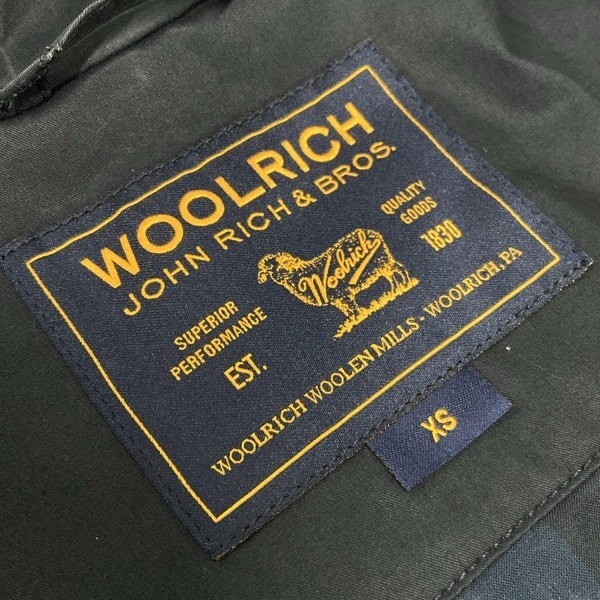 WOOLRICH
JOHN RICH & BROS.
SUPERIOR
PERFORMANCE
EST.
Woolrich
QUALITY
GOODS
1830
WOOLRICH WOOLEN MILLS - WOOLRICH, PA
XS